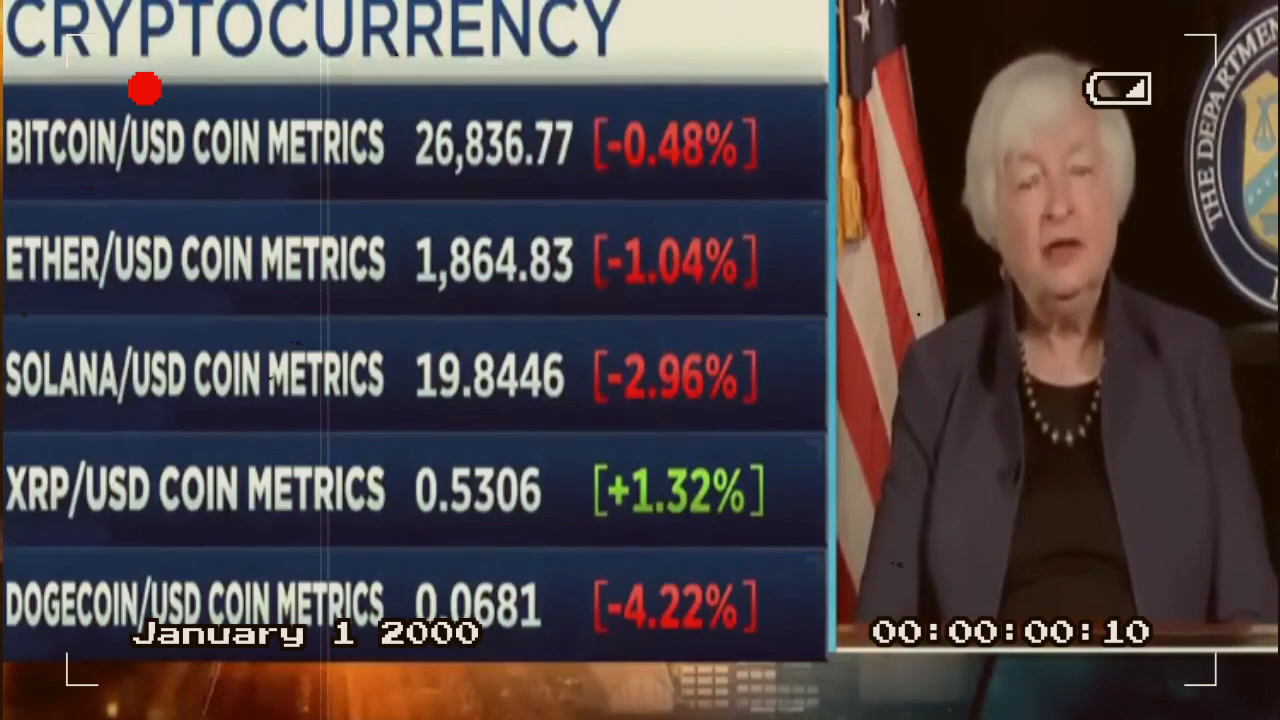 CRYPTOCURRENCY
BITCOIN/USD COIN METRICS 26,836.77 [-0.48%]
ETHER/USD COIN METRICS 1,864.83 [-1.04%]
SOLANA/USD COIN METRICS 19.8446 [-2.96%]
XRP/USD COIN METRICS 0.5306 [+1.32%]
DOGECOIN/USD COIN METRICS 0.0681 [-4.22%]
THE DEPARTMEN
January 1 2000
00:00:00:10